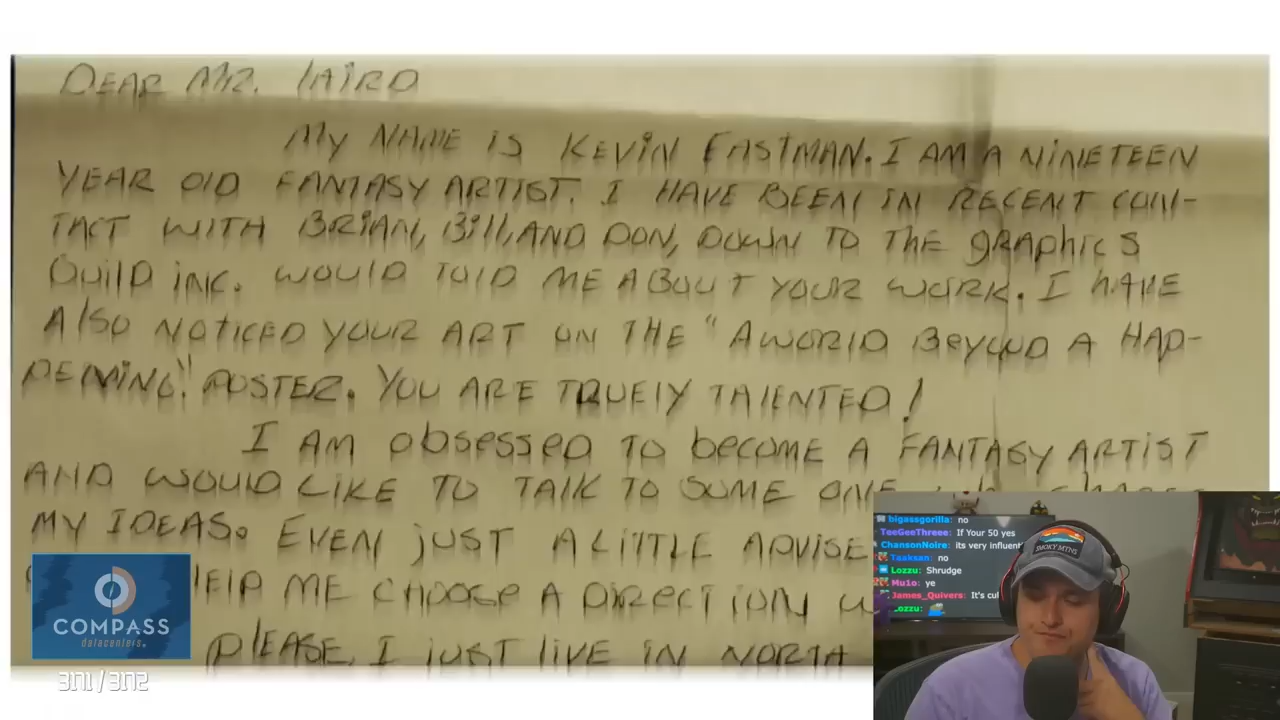 DEAR MR. LAIRD
MY NAME IS KEVIN EASTMAN. I AM A NINETEEN
YEAR OLD FANTASY ARTIST. I HAVE BEEN IN RECENT CON-
TACT WITH BRIAN, Bill, AND DON, DOWN TO THE GRAPHICS
GUILD INC. WOULD TOLD ME ABOUT YOUR WORK. I HAVE
ALSO NOTICED YOUR ART ON THE "A WORLD BEYOND A HAP-
PENING" POSTER. YOU ARE TRUELY TALENTED!
I AM ObSESSED TO bECOME A FANTASY ARTIST
AND WOULD LIKE TO TALK TO SOME ONE
MY IDEAS. EVEN jUST A LITTLE ADVISE
HELP ME CHOOSE A DIRECTION
PLEASE, I jUST LIVE IN NORTH
COMPASS
datacenters.
301 / 302
bigassgorilla: no
TeeGeeThreee: If Your 50 yes
ChansonNoire: its very influent
Taaksan: no
Lozzu: Shrudge
Mu1o: ye
James_Quivers: It's cul
Lozzu:
SMOKY MTNS